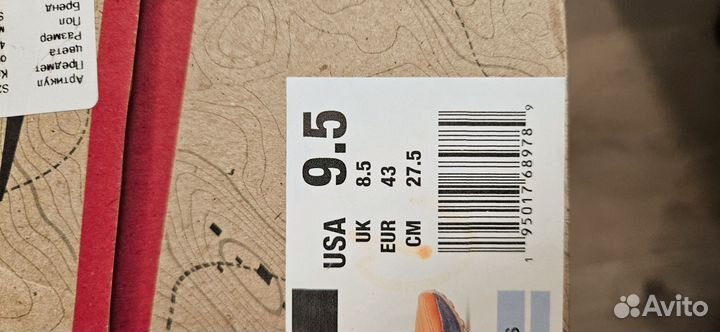 USA 9.5
UK 8.5
EUR 43
CM 27.5
1 95017 68978 9
Артикул
Предмет
цвета
Размер
Пол
Бренд
Avito